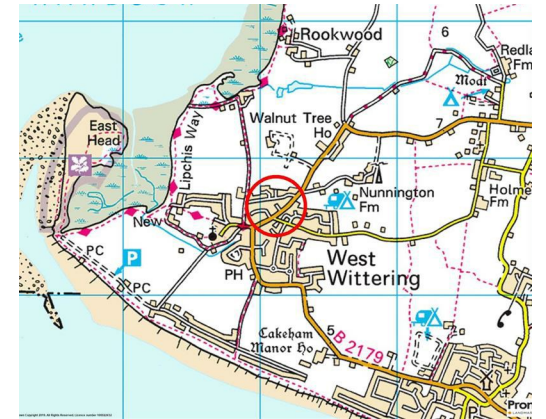 Rookwood
6
Redla
Fm
Moat
East
Head
Lipchis Way
Walnut Tree
Ho
7
Nunnington
Fm
Holme
Fm
New
PC
P
PC
PH
West
Wittering
Cakeham
Manor Ho
5
B 2179
Pron